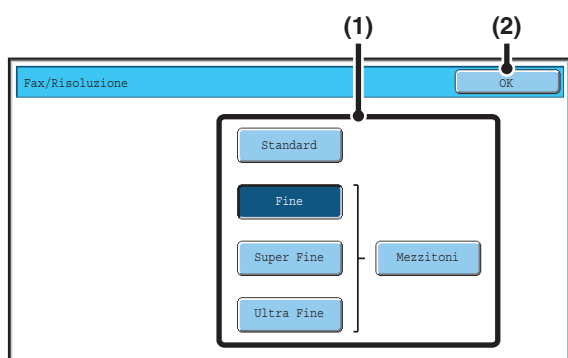 (1) (2)
Fax/Risoluzione OK
Standard
Fine
Super Fine Mezzitoni
Ultra Fine